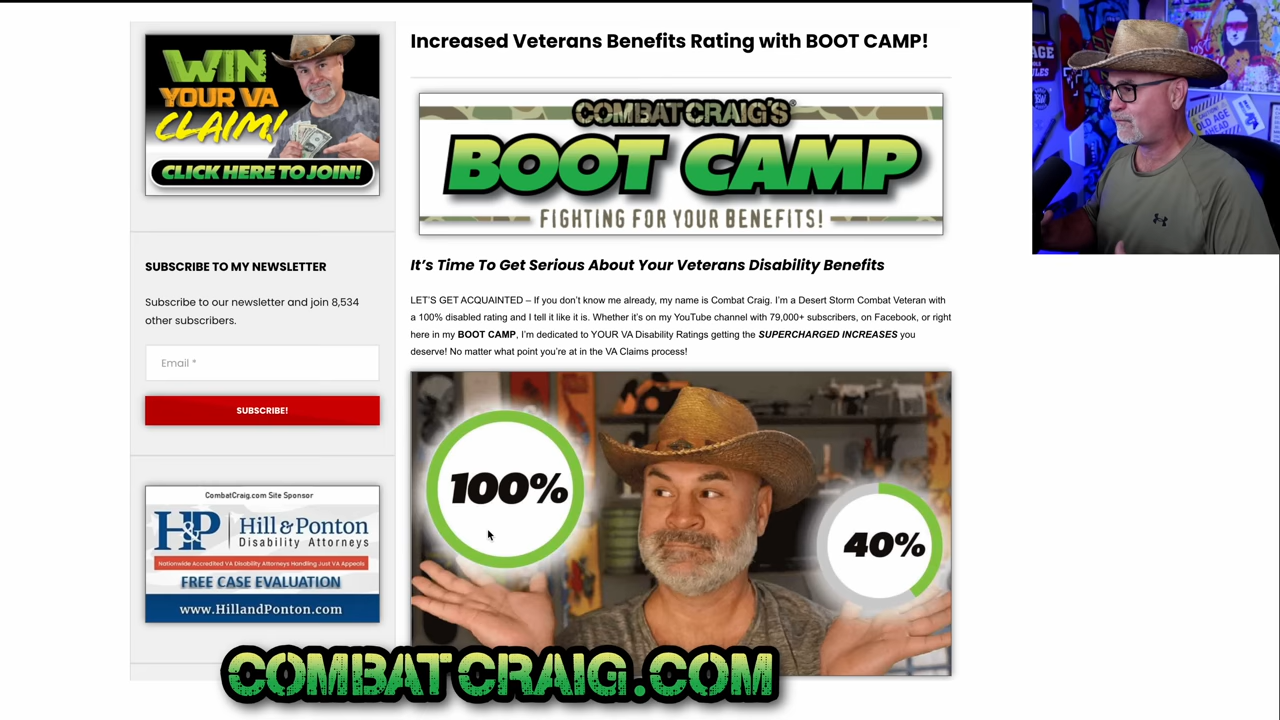 WIN
YOUR VA
CLAIM!
CLICK HERE TO JOIN!
SUBSCRIBE TO MY NEWSLETTER
Subscribe to our newsletter and join 8,534
other subscribers.
Email *
SUBSCRIBE!
CombatCraig.com Site Sponsor
H&P Hill & Ponton
Disability Attorneys
Nationwide Accredited VA Disability Attorneys Handling Just VA Appeals
FREE CASE EVALUATION
www.HillandPonton.com
Increased Veterans Benefits Rating with BOOT CAMP!
COMBAT CRAIG'S®
BOOT CAMP
FIGHTING FOR YOUR BENEFITS!
It's Time To Get Serious About Your Veterans Disability Benefits
LET'S GET ACQUAINTED – If you don't know me already, my name is Combat Craig. I'm a Desert Storm Combat Veteran with
a 100% disabled rating and I tell it like it is. Whether it's on my YouTube channel with 79,000+ subscribers, on Facebook, or right
here in my BOOT CAMP, I'm dedicated to YOUR VA Disability Ratings getting the SUPERCHARGED INCREASES you
deserve! No matter what point you're at in the VA Claims process!
100%
40%
COMBATCRAIG.COM
OLD AGE
AHEAD